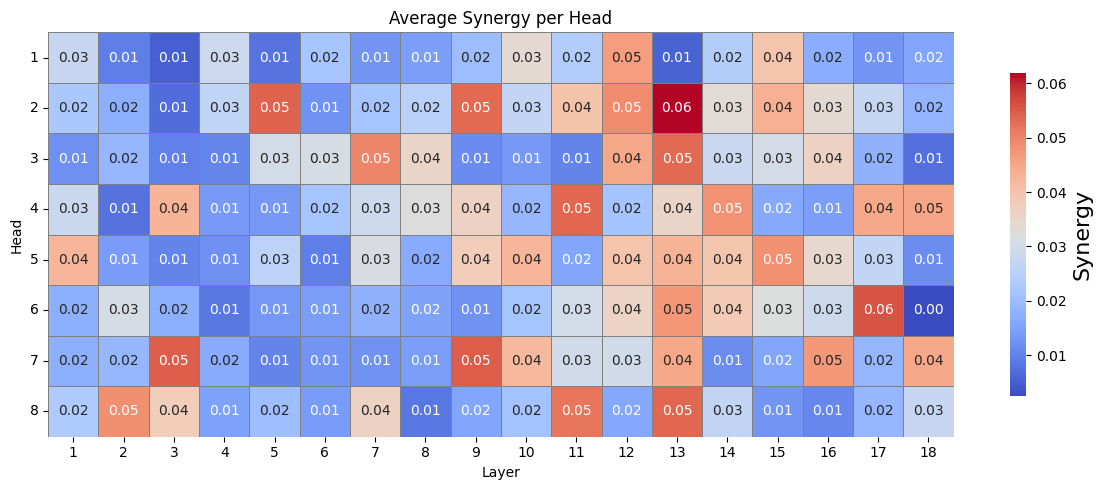 Average Synergy per Head
1 0.03 0.01 0.01 0.03 0.01 0.02 0.01 0.01 0.02 0.03 0.02 0.05 0.01 0.02 0.04 0.02 0.01 0.02
2 0.02 0.02 0.01 0.03 0.05 0.01 0.02 0.02 0.05 0.03 0.04 0.05 0.06 0.03 0.04 0.03 0.03 0.02
3 0.01 0.02 0.01 0.01 0.03 0.03 0.05 0.04 0.01 0.01 0.01 0.04 0.05 0.03 0.03 0.04 0.02 0.01
4 0.03 0.01 0.04 0.01 0.01 0.02 0.03 0.03 0.04 0.02 0.05 0.02 0.04 0.05 0.02 0.01 0.04 0.05
5 0.04 0.01 0.01 0.01 0.03 0.01 0.03 0.02 0.04 0.04 0.02 0.04 0.04 0.04 0.05 0.03 0.03 0.01
6 0.02 0.03 0.02 0.01 0.01 0.01 0.02 0.02 0.01 0.02 0.03 0.04 0.05 0.04 0.03 0.03 0.06 0.00
7 0.02 0.02 0.05 0.02 0.01 0.01 0.01 0.01 0.05 0.04 0.03 0.03 0.04 0.01 0.02 0.05 0.02 0.04
8 0.02 0.05 0.04 0.01 0.02 0.01 0.04 0.01 0.02 0.02 0.05 0.02 0.05 0.03 0.01 0.01 0.02 0.03
1 2 3 4 5 6 7 8 9 10 11 12 13 14 15 16 17 18
Layer
Head
0.06
0.05
0.04
0.03
0.02
0.01
Synergy